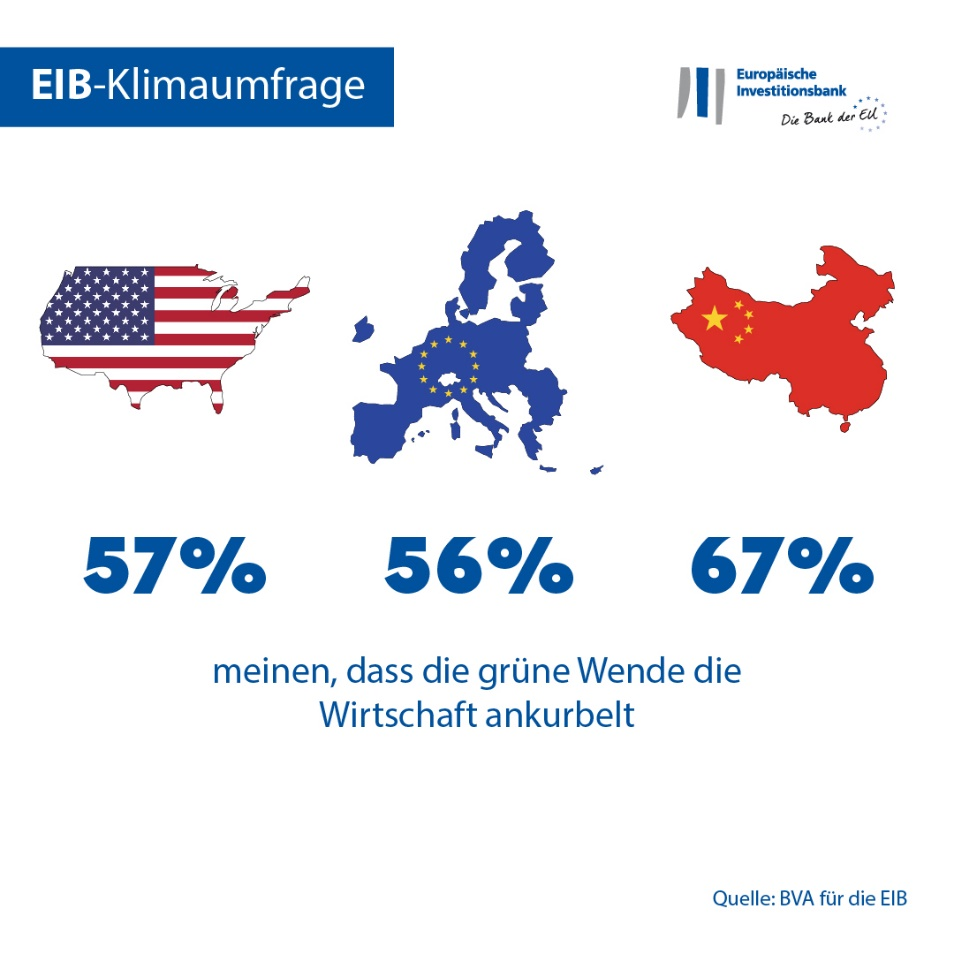 EIB-Klimaumfrage
Europäische
Investitionsbank
Die Bank der EU
57% 56% 67%
meinen, dass die grüne Wende die
Wirtschaft ankurbelt
Quelle: BVA für die EIB